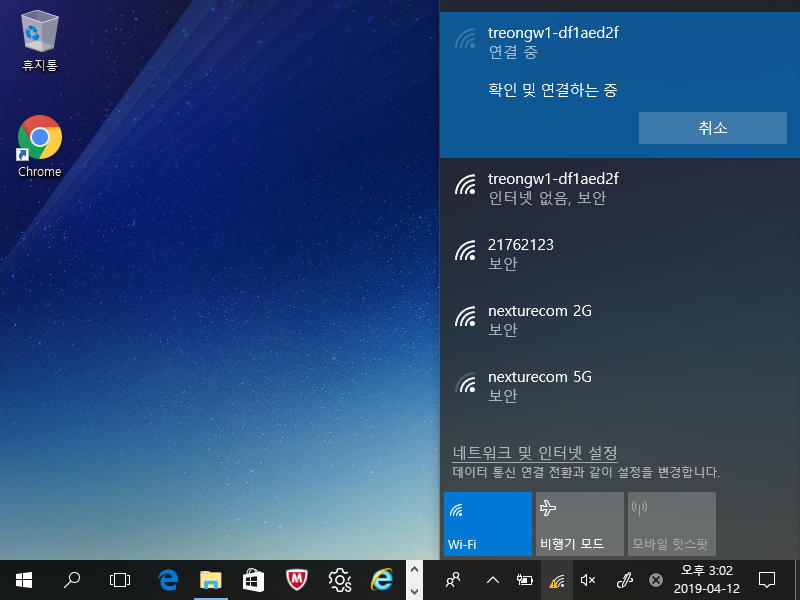 휴지통
Chrome
treongw1-df1aed2f
연결 중
확인 및 연결하는 중
취소
treongw1-df1aed2f
인터넷 없음, 보안
21762123
보안
nexturecom 2G
보안
nexturecom 5G
보안
네트워크 및 인터넷 설정
데이터 통신 연결 전환과 같이 설정을 변경합니다.
Wi-Fi
비행기 모드
모바일 핫스팟
오후 3:02
2019-04-12